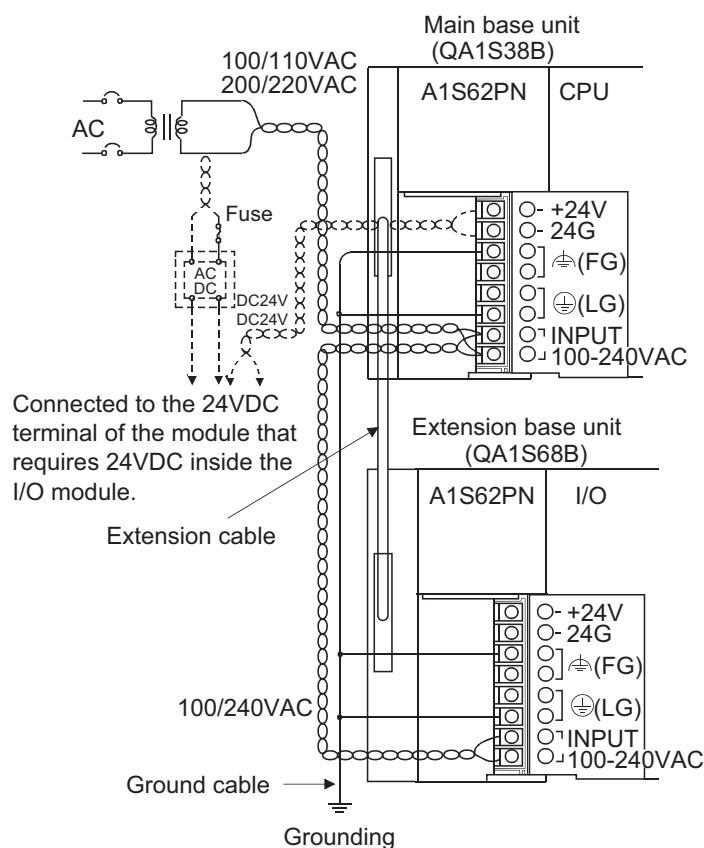 Main base unit
(QA1S38B)
100/110VAC
200/220VAC
A1S62PN
CPU
AC
Fuse
+24V
24G
(FG)
AC
DC
DC24V
DC24V
(LG)
INPUT
100-240VAC
Connected to the 24VDC
terminal of the module that
requires 24VDC inside the
I/O module.
Extension base unit
(QA1S68B)
A1S62PN
I/O
Extension cable
+24V
24G
(FG)
100/240VAC
(LG)
INPUT
100-240VAC
Ground cable
Grounding